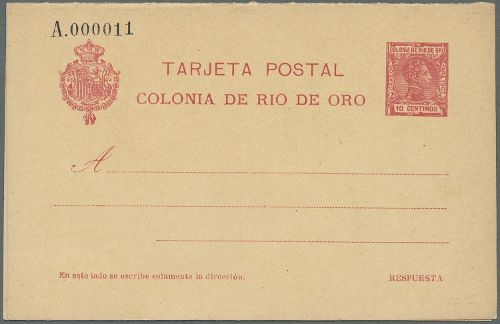 A.000011
COLONIA DE RIO DE ORO
10 CENTIMOS
TARJETA POSTAL
COLONIA DE RIO DE ORO
A
En este lado se escribe solamente la dirección.
RESPUESTA